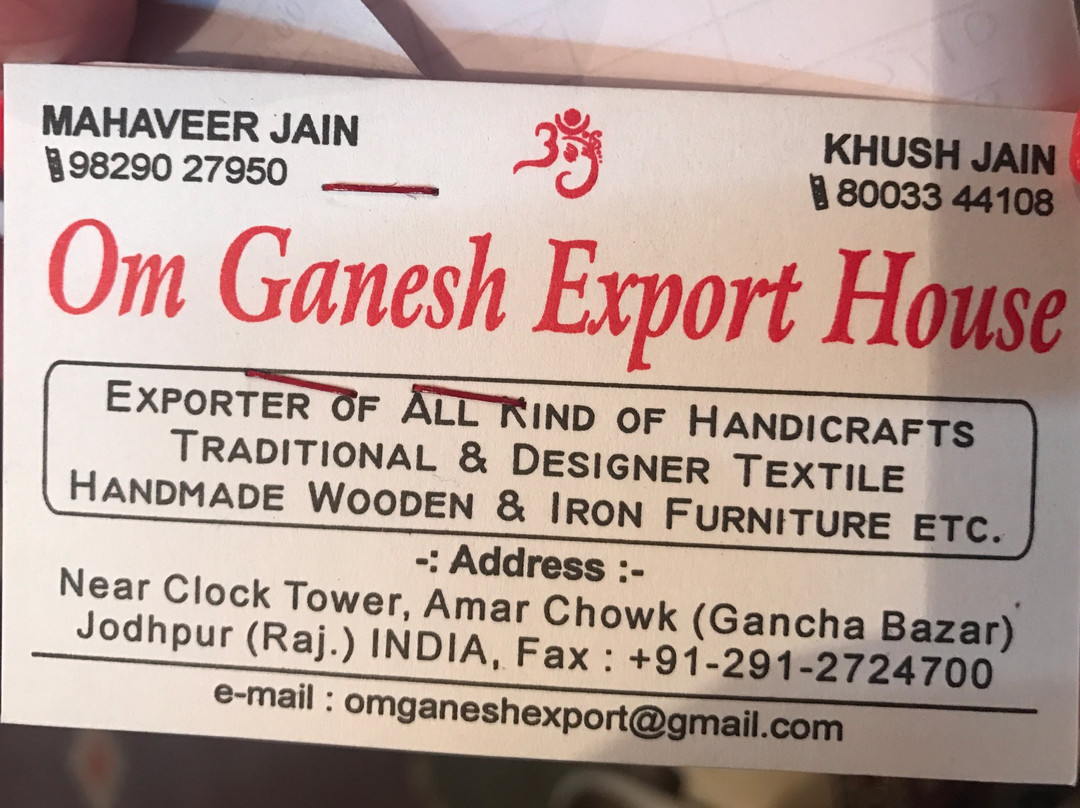 MAHAVEER JAIN
98290 27950
KHUSH JAIN
80033 44108
Om Ganesh Export House
EXPORTER OF ALL KIND OF HANDICRAFTS
TRADITIONAL & DESIGNER TEXTILE
HANDMADE WOODEN & IRON FURNITURE ETC.
-: Address :-
Near Clock Tower, Amar Chowk (Gancha Bazar)
Jodhpur (Raj.) INDIA, Fax : +91-291-2724700
e-mail : omganeshexport@gmail.com